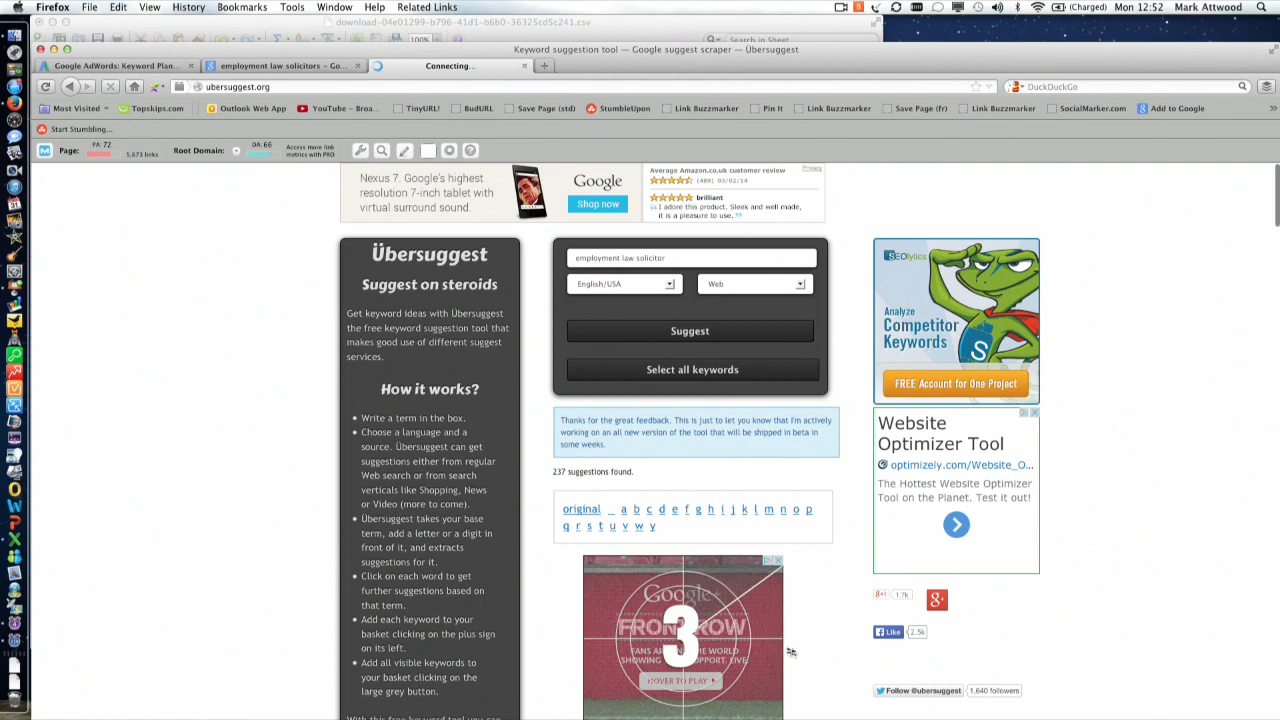 Firefox File Edit View History Bookmarks Tools Window Help Related Links
(Charged) Mon 12:52 Mark Attwood
download-04e01299-b796-41d1-b6b0-36325cd5c241.csv
100% Search in Sheet
Keyword suggestion tool — Google suggest scraper — Übersuggest
Google AdWords: Keyword Plan... employment law solicitors – Go... Connecting...
ubersuggest.org
DuckDuckGo
Most Visited Topskips.com Outlook Web App YouTube – Broa... TinyURL! BudURL Save Page (std) StumbleUpon Link Buzzmarker Pin It Link Buzzmarker Save Page (fr) Link Buzzmarker SocialMarker.com Add to Google
Start Stumbling...
Page: PA: 72 5,673 links Root Domain: DA: 66 Access more link metrics with PRO
Nexus 7. Google's highest
resolution 7-inch tablet with
virtual surround sound.
Google
Shop now
Average Amazon.co.uk customer review
Privacy
(489) 03/02/14
brilliant
I adore this product. Sleek and well made,
it is a pleasure to use.
Übersuggest
Suggest on steroids
Get keyword ideas with Übersuggest
the free keyword suggestion tool that
makes good use of different suggest
services.
How it works?
Write a term in the box.
Choose a language and a
source. Übersuggest can get
suggestions either from regular
Web search or from search
verticals like Shopping, News
or Video (more to come).
Übersuggest takes your base
term, add a letter or a digit in
front of it, and extracts
suggestions for it.
Click on each word to get
further suggestions based on
that term.
Add each keyword to your
basket clicking on the plus sign
on its left.
Add all visible keywords to
your basket clicking on the
large grey button.
With this free keyword tool you can
employment law solicitor
English/USA Web
Suggest
Select all keywords
Thanks for the great feedback. This is just to let you know that I'm actively
working on an all new version of the tool that will be shipped in beta in
some weeks.
237 suggestions found.
original _ a b c d e f g h i j k l m n o p
q r s t u v w y
Google+
FRONT ROW
3
HOVER TO PLAY
SEOlytics
Analyze
Competitor
Keywords
FREE Account for One Project
Website
Optimizer Tool
optimizely.com/Website_O...
The Hottest Website Optimizer
Tool on the Planet. Test it out!
+1 1.7k
Like 2.5k
Follow @ubersuggest 1,640 followers